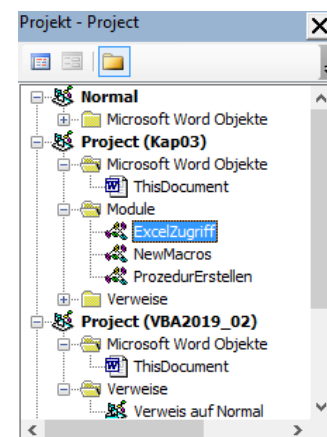 Projekt - Project
Normal
Microsoft Word Objekte
Project (Kap03)
Microsoft Word Objekte
ThisDocument
Module
ExcelZugriff
NewMacros
ProzedurErstellen
Verweise
Project (VBA2019_02)
Microsoft Word Objekte
ThisDocument
Verweise
Verweis auf Normal